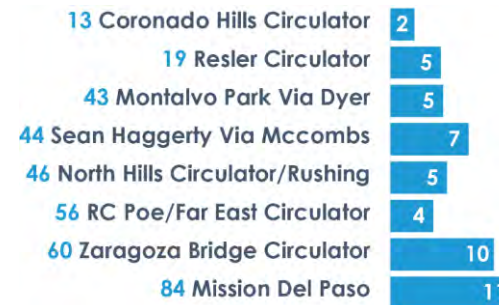 13 Coronado Hills Circulator 2
19 Resler Circulator 5
43 Montalvo Park Via Dyer 5
44 Sean Haggerty Via Mccombs 7
46 North Hills Circulator/Rushing 5
56 RC Poe/Far East Circulator 4
60 Zaragoza Bridge Circulator 10
84 Mission Del Paso